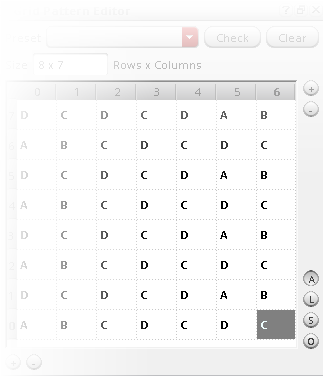 Pattern Editor
Check Clear
8 x 7 Rows x Columns
0 1 2 3 4 5 6
D C D C D A B
A B C D C D C
D C D C D A B
A B C D C D C
D C D C D A B
A B C D C D C
D C D C D A B
A B C D C D C
+
-
A
L
S
O